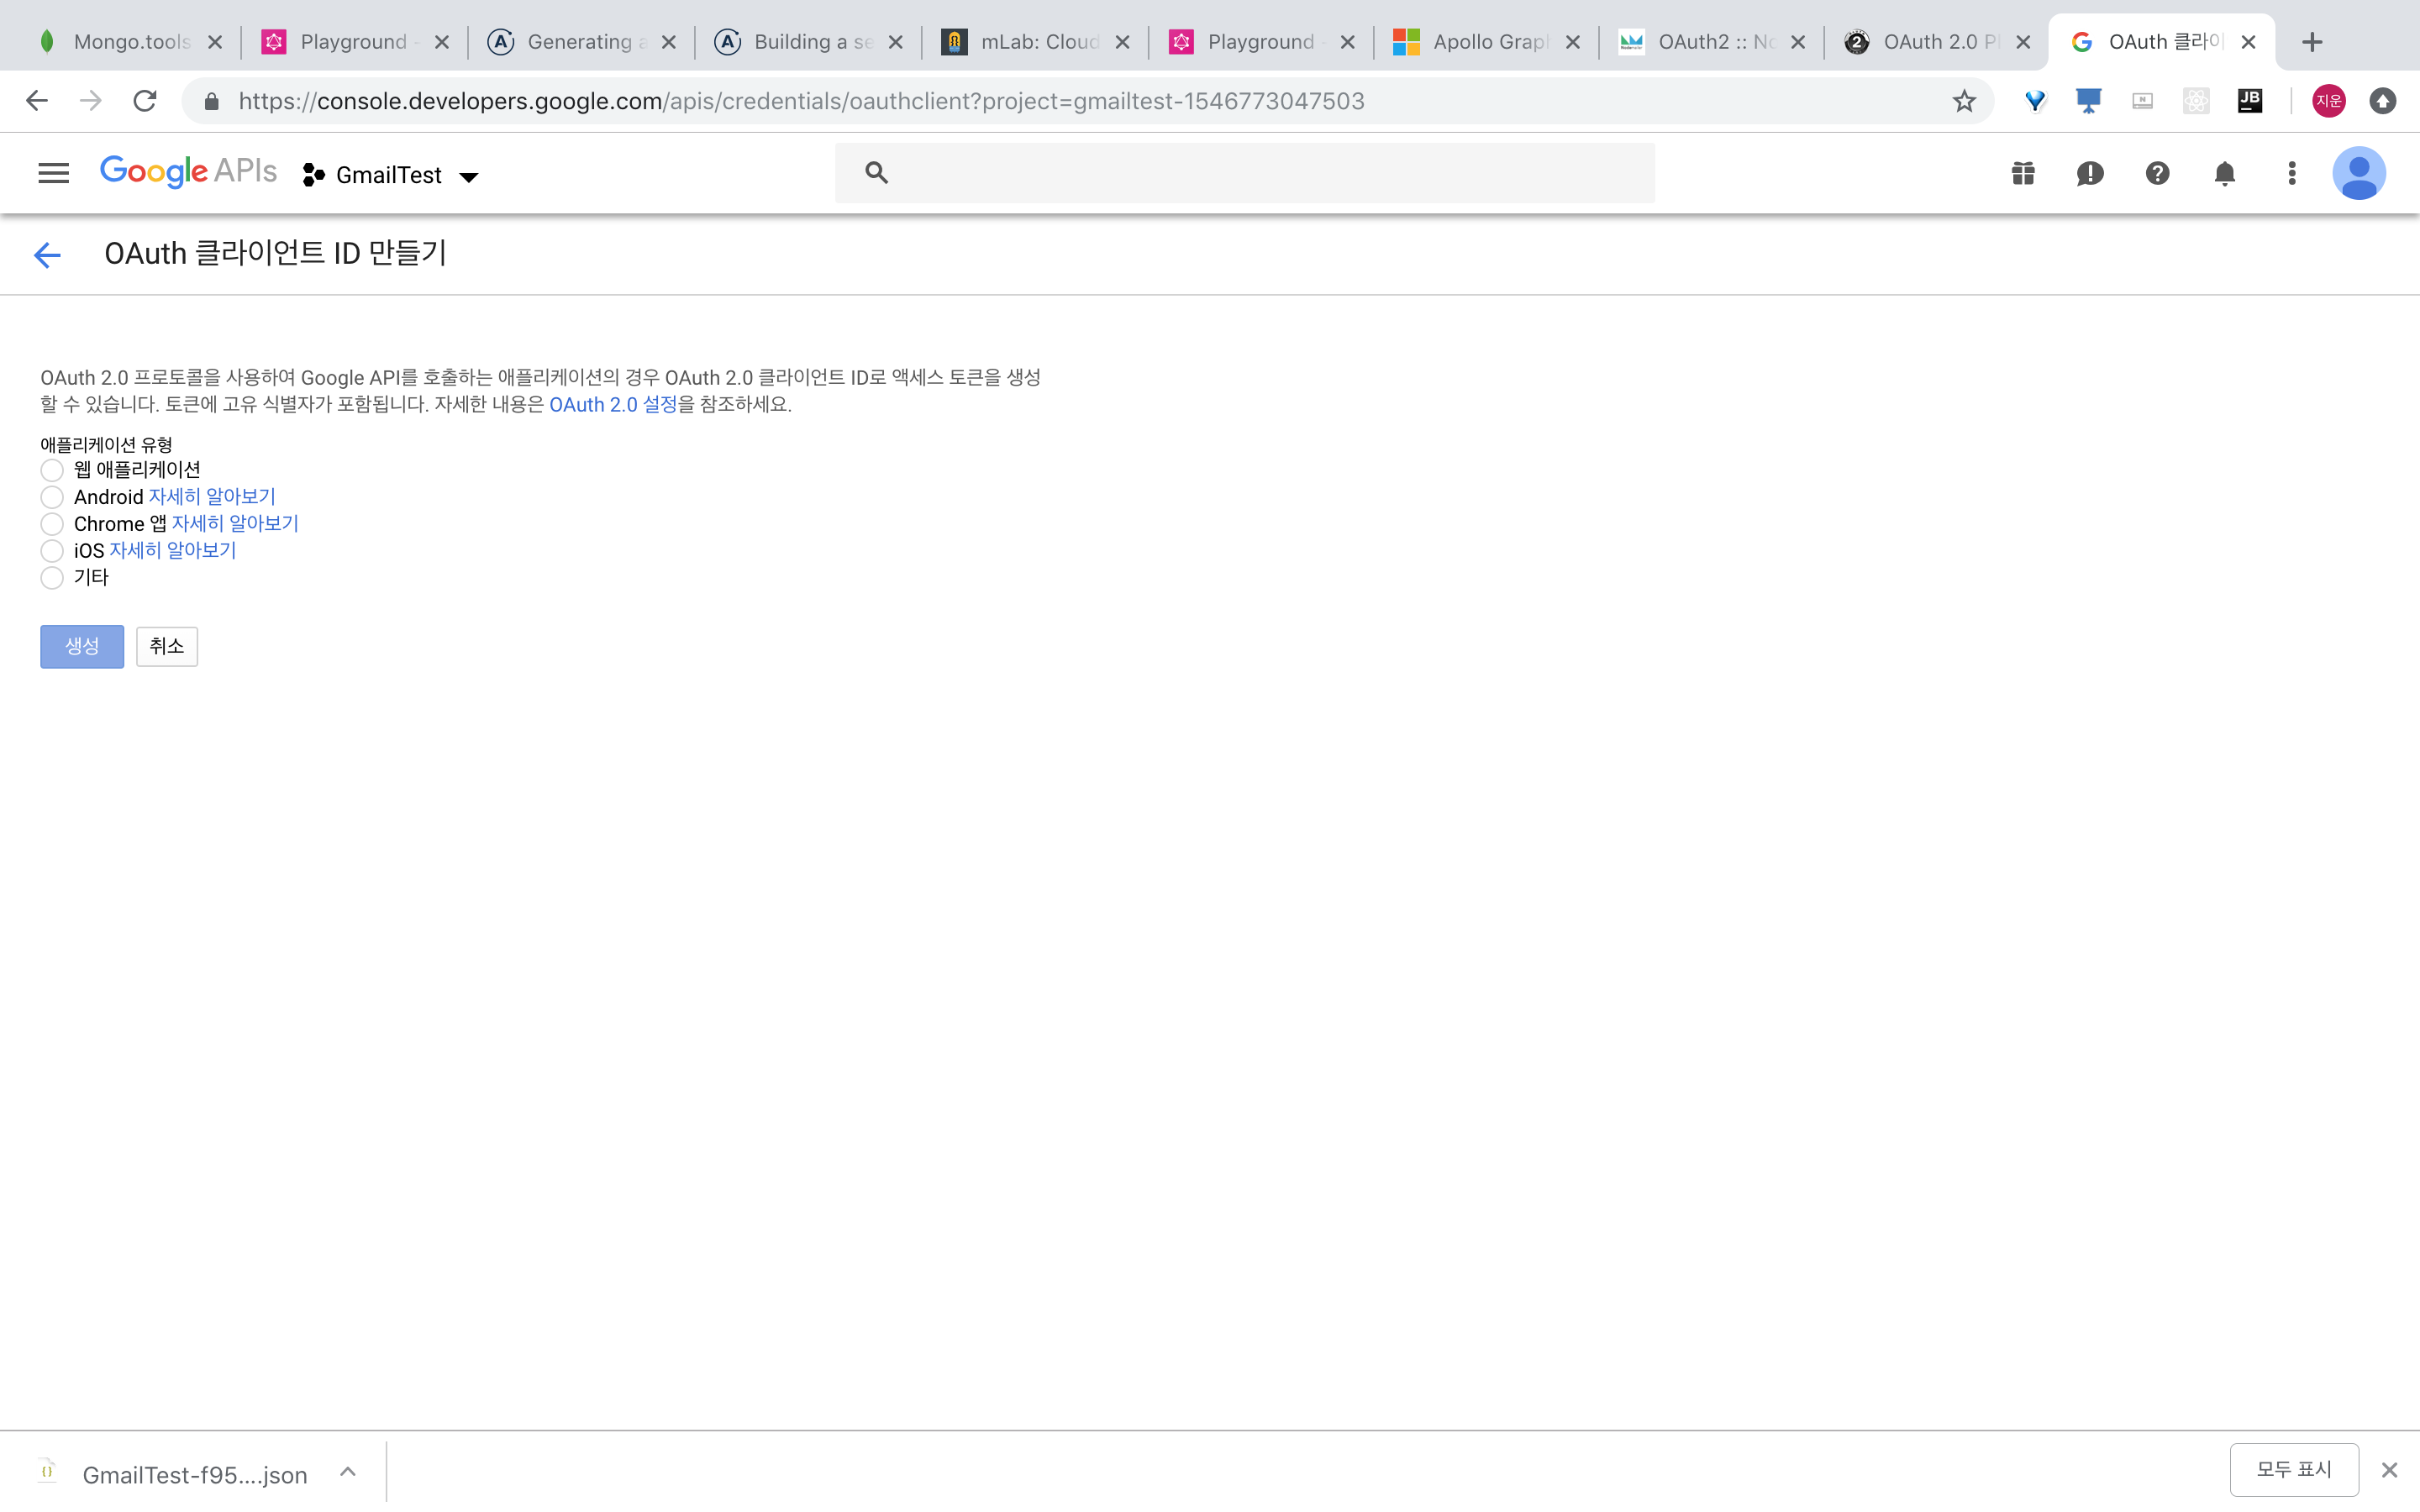 Mongo.tools
Playground -
Generating a
Building a se
mLab: Cloud
Playground -
Apollo Grap
OAuth2 :: No
OAuth 2.0 Pl
OAuth 클라이
https://console.developers.google.com/apis/credentials/oauthclient?project=gmailtest-1546773047503
JB
지운
Google APIs
GmailTest
OAuth 클라이언트 ID 만들기
OAuth 2.0 프로토콜을 사용하여 Google API를 호출하는 애플리케이션의 경우 OAuth 2.0 클라이언트 ID로 액세스 토큰을 생성
할 수 있습니다. 토큰에 고유 식별자가 포함됩니다. 자세한 내용은 OAuth 2.0 설정을 참조하세요.
애플리케이션 유형
웹 애플리케이션
Android 자세히 알아보기
Chrome 앱 자세히 알아보기
iOS 자세히 알아보기
기타
생성 취소
GmailTest-f95....json
모두 표시